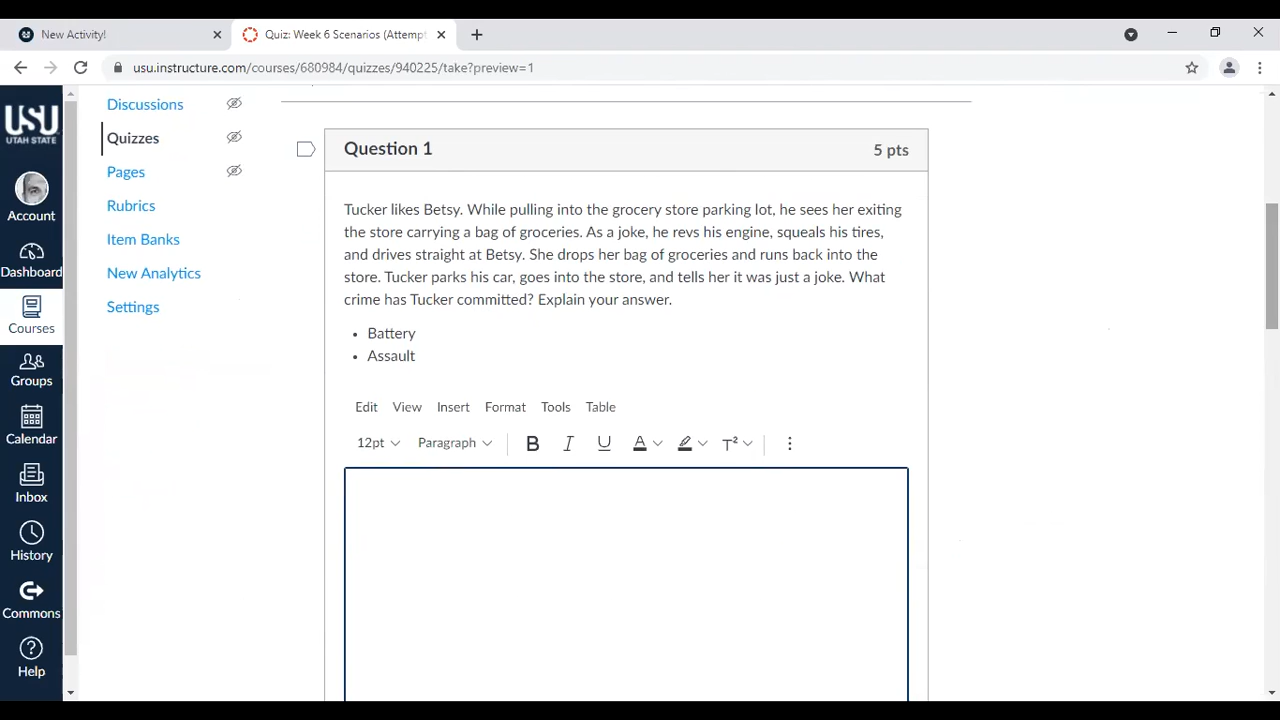 New Activity!
Quiz: Week 6 Scenarios (Attempt
usu.instructure.com/courses/680984/quizzes/940225/take?preview=1
USU
UTAH STATE
Account
Dashboard
Courses
Groups
Calendar
Inbox
History
Commons
Help
Discussions
Quizzes
Pages
Rubrics
Item Banks
New Analytics
Settings
Question 1
5 pts
Tucker likes Betsy. While pulling into the grocery store parking lot, he sees her exiting
the store carrying a bag of groceries. As a joke, he revs his engine, squeals his tires,
and drives straight at Betsy. She drops her bag of groceries and runs back into the
store. Tucker parks his car, goes into the store, and tells her it was just a joke. What
crime has Tucker committed? Explain your answer.
• Battery
• Assault
Edit View Insert Format Tools Table
12pt Paragraph B I U A T²